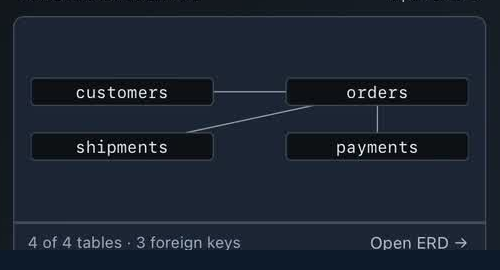 customers
orders
shipments
payments
4 of 4 tables · 3 foreign keys
Open ERD →